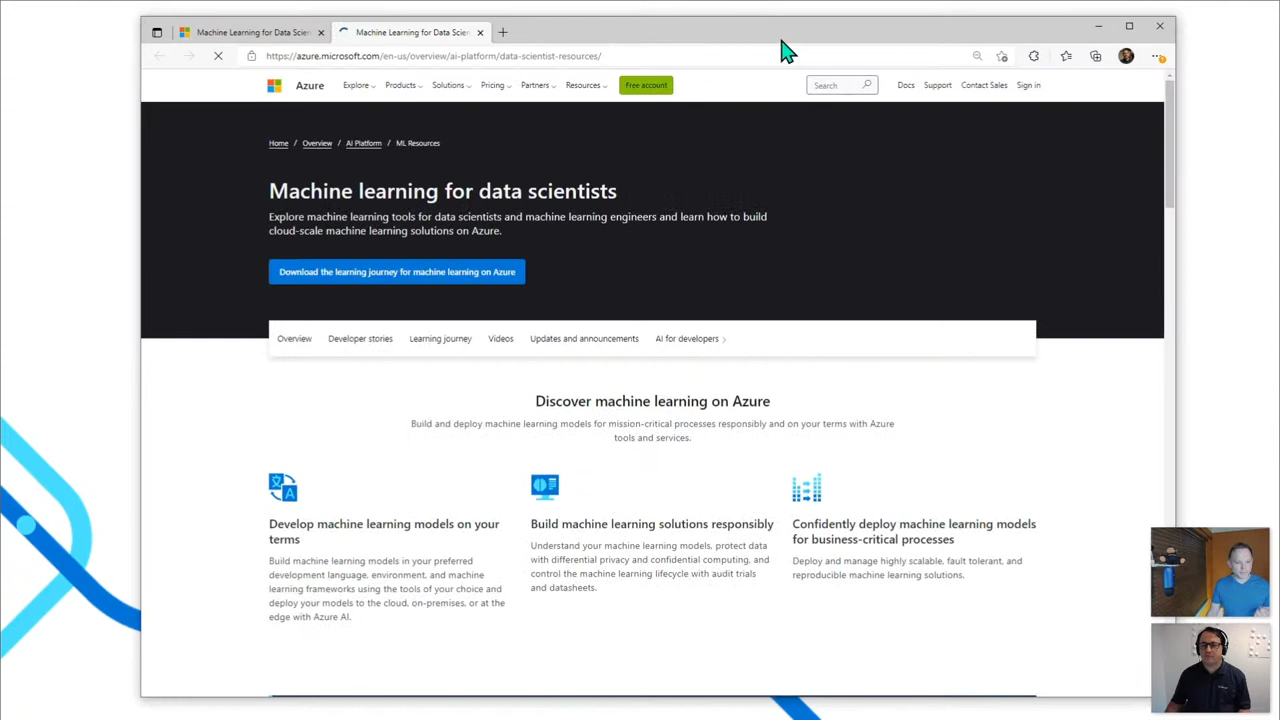 Machine Learning for Data Scien
Machine Learning for Data Scien
https://azure.microsoft.com/en-us/overview/ai-platform/data-scientist-resources/
Azure
Explore
Products
Solutions
Pricing
Partners
Resources
Free account
Search
Docs
Support
Contact Sales
Sign in
Home / Overview / AI Platform / ML Resources
Machine learning for data scientists
Explore machine learning tools for data scientists and machine learning engineers and learn how to build
cloud-scale machine learning solutions on Azure.
Download the learning journey for machine learning on Azure
Overview
Developer stories
Learning journey
Videos
Updates and announcements
AI for developers
Discover machine learning on Azure
Build and deploy machine learning models for mission-critical processes responsibly and on your terms with Azure
tools and services.
Develop machine learning models on your
terms
Build machine learning models in your preferred
development language, environment, and machine
learning frameworks using the tools of your choice and
deploy your models to the cloud, on-premises, or at the
edge with Azure AI.
Build machine learning solutions responsibly
Understand your machine learning models, protect data
with differential privacy and confidential computing, and
control the machine learning lifecycle with audit trials
and datasheets.
Confidently deploy machine learning models
for business-critical processes
Deploy and manage highly scalable, fault tolerant, and
reproducible machine learning solutions.